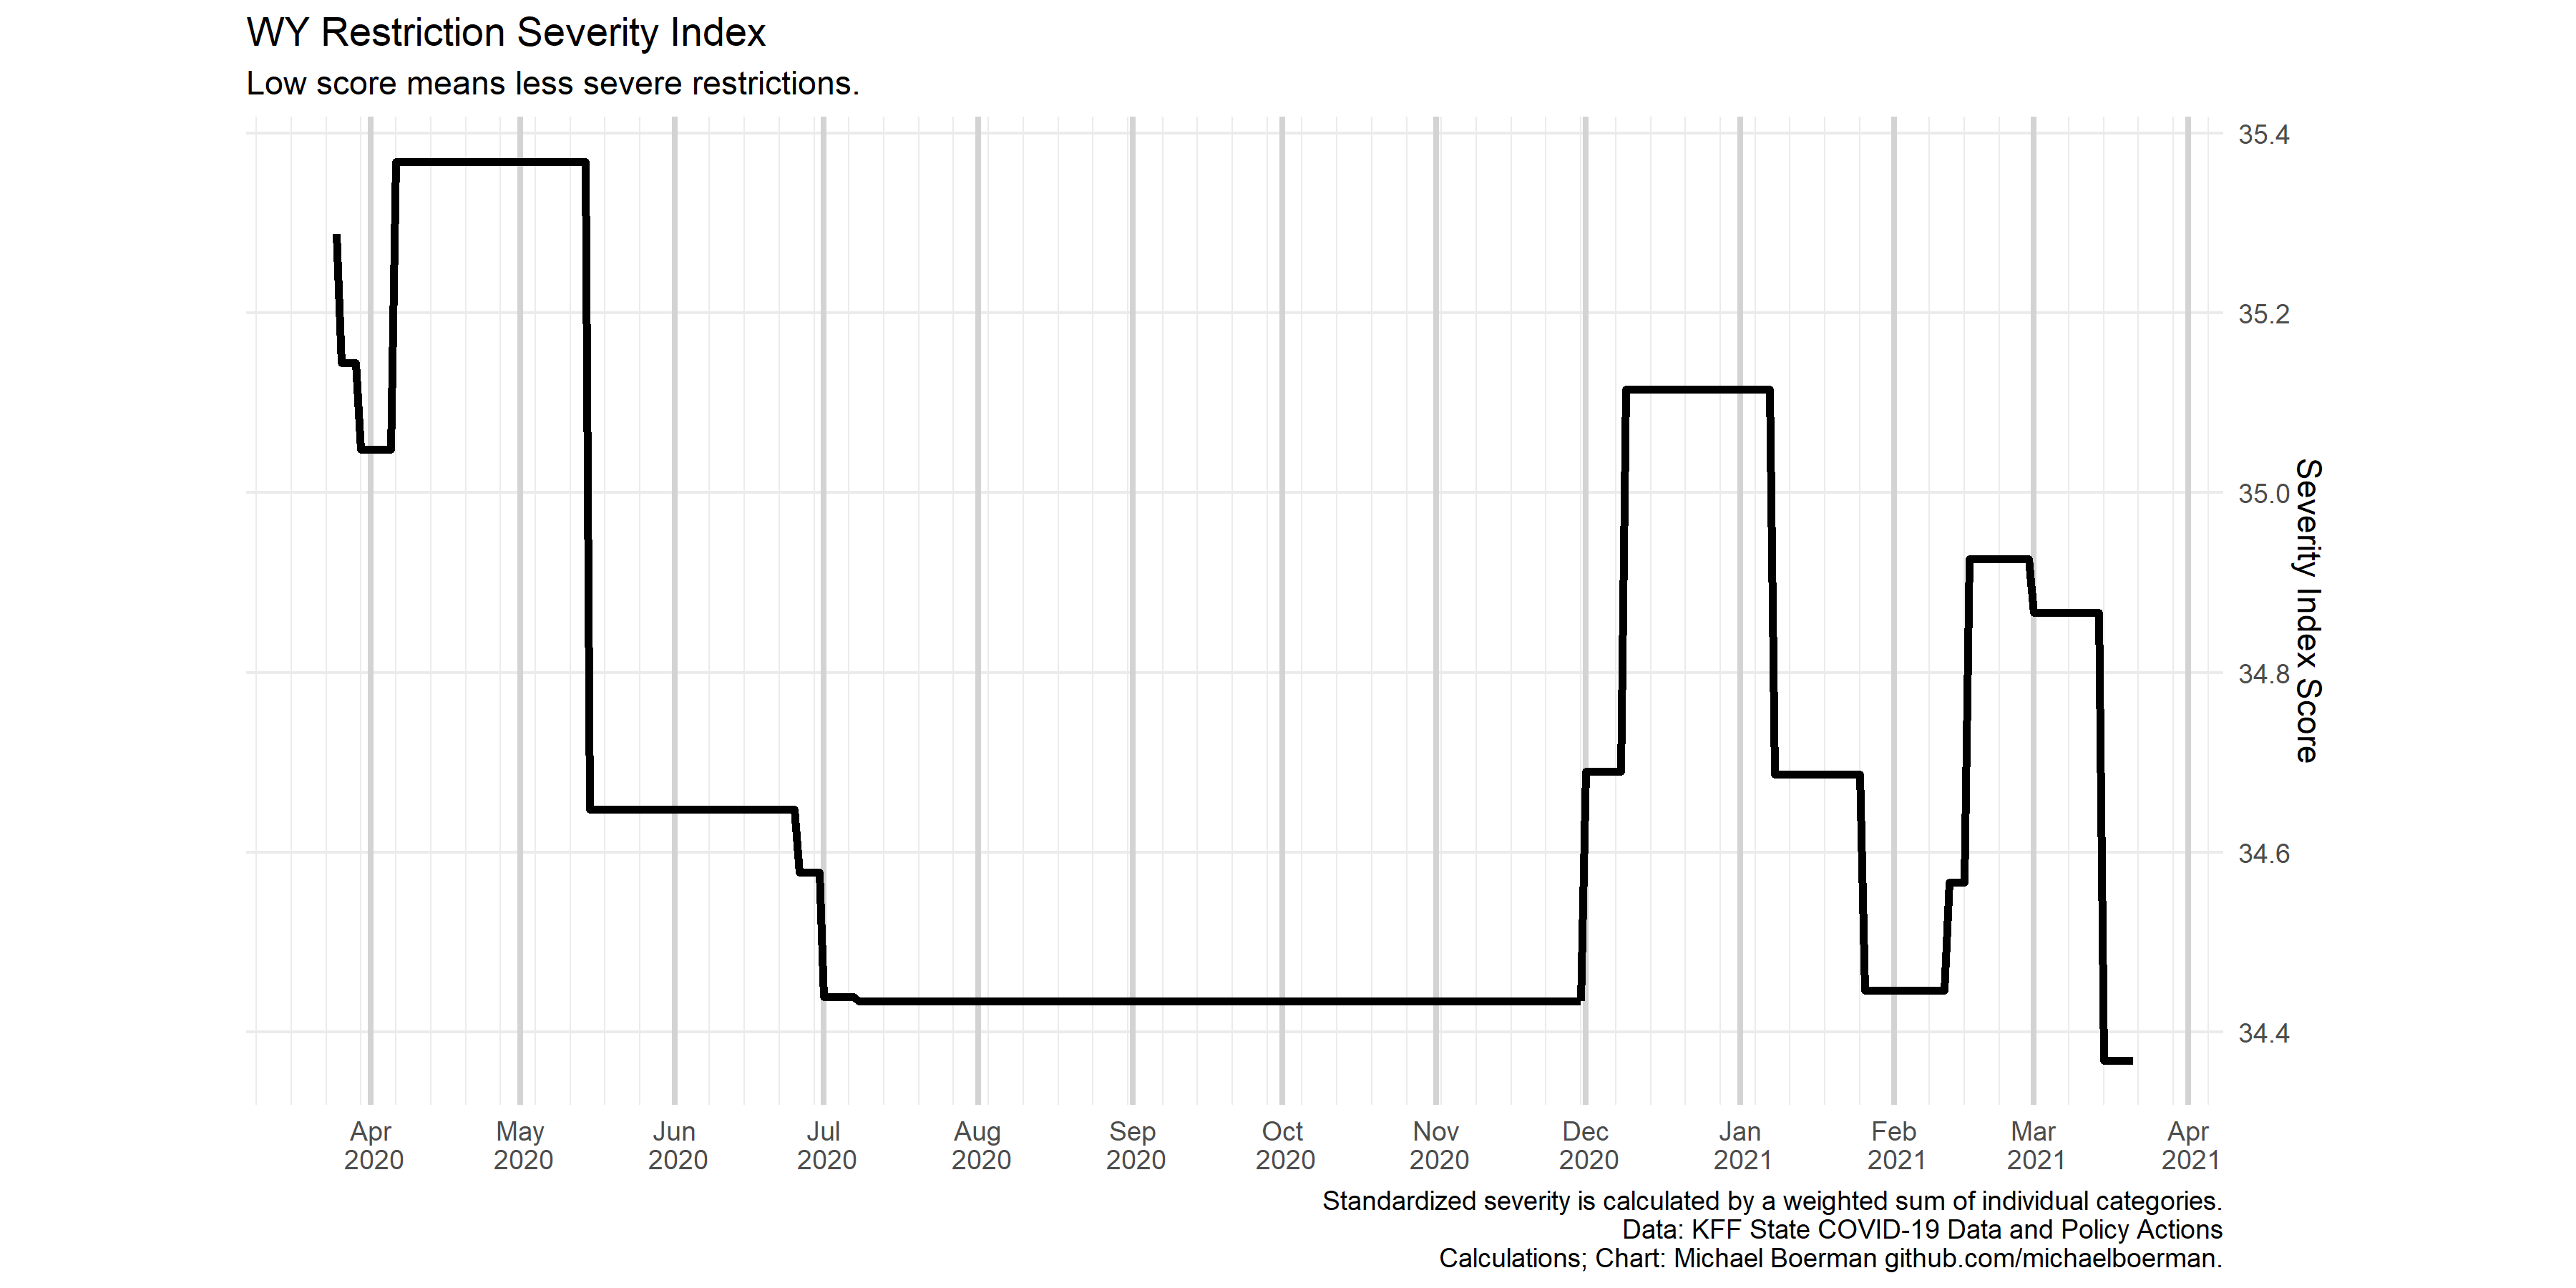 WY Restriction Severity Index
Low score means less severe restrictions.
35.4
35.2
35.0
34.8
34.6
34.4
Severity Index Score
Apr May Jun Jul Aug Sep Oct Nov Dec Jan Feb Mar Apr
2020 2020 2020 2020 2020 2020 2020 2020 2020 2021 2021 2021 2021
Standardized severity is calculated by a weighted sum of individual categories.
Data: KFF State COVID-19 Data and Policy Actions
Calculations; Chart: Michael Boerman github.com/michaelboerman.